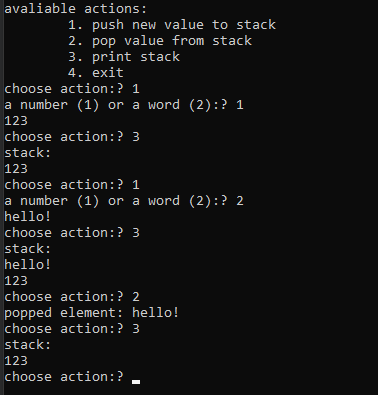 avaliable actions:
1. push new value to stack
2. pop value from stack
3. print stack
4. exit
choose action:? 1
a number (1) or a word (2):? 1
123
choose action:? 3
stack:
123
choose action:? 1
a number (1) or a word (2):? 2
hello!
choose action:? 3
stack:
hello!
123
choose action:? 2
popped element: hello!
choose action:? 3
stack:
123
choose action:?